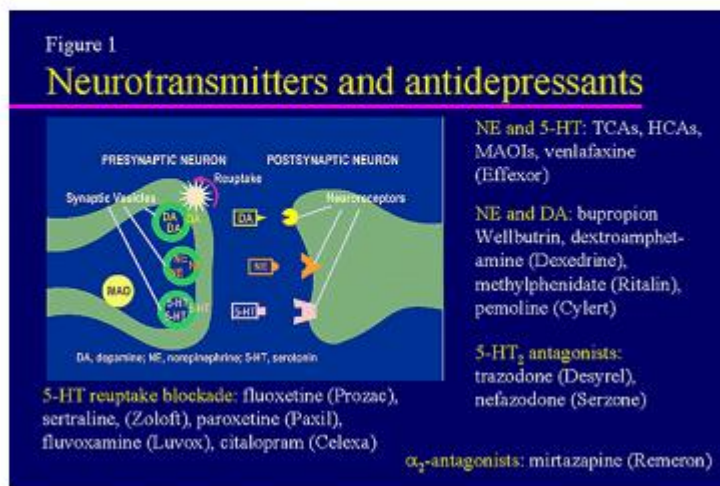 Figure 1
Neurotransmitters and antidepressants
PRESYNAPTIC NEURON
POSTSYNAPTIC NEURON
Reuptake
Synaptic Vesicles
Neuroreceptors
DA
DA
DA
DA
NE
NE
NE
NE
MAO
5-HT
5-HT
5-HT
5-HT
DA, dopamine; NE, norepinephrine; 5-HT, serotonin
NE and 5-HT: TCAs, HCAs,
MAOIs, venlafaxine
(Effexor)
NE and DA: bupropion
Wellbutrin, dextroamphet-
amine (Dexedrine),
methylphenidate (Ritalin),
pemoline (Cylert)
5-HT₂ antagonists:
trazodone (Desyrel),
nefazodone (Serzone)
5-HT reuptake blockade: fluoxetine (Prozac),
sertraline, (Zoloft), paroxetine (Paxil),
fluvoxamine (Luvox), citalopram (Celexa)
α₂-antagonists: mirtazapine (Remeron)